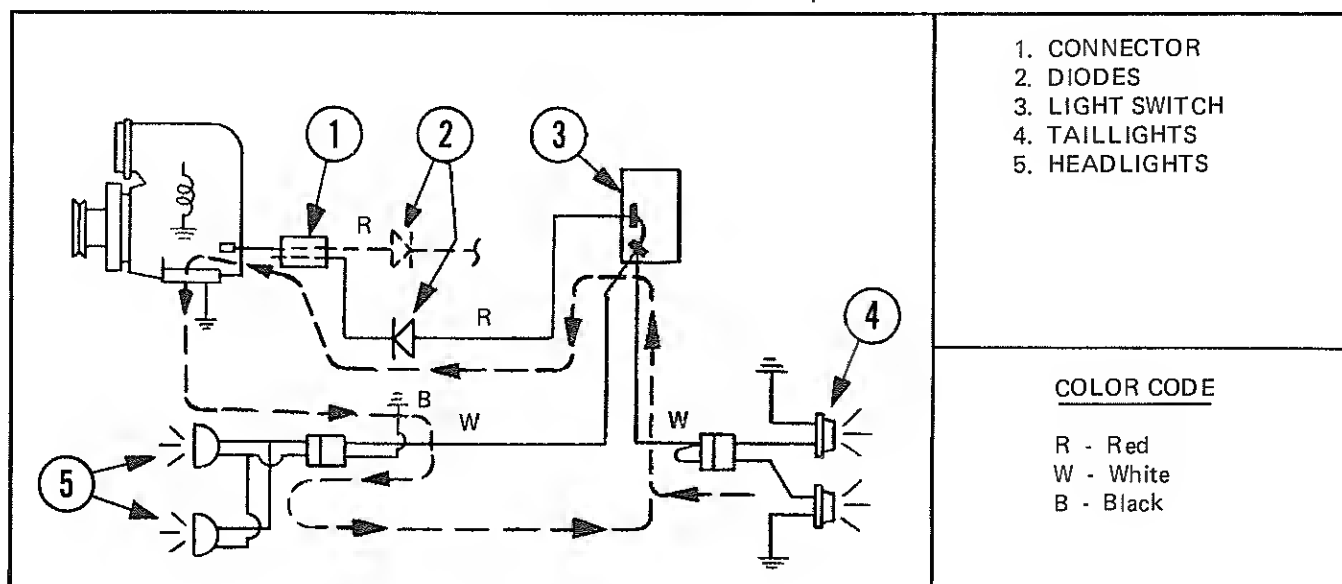 1
2
3
R
R
4
B
W
W
5
1. CONNECTOR
2. DIODES
3. LIGHT SWITCH
4. TAILLIGHTS
5. HEADLIGHTS
COLOR CODE
R - Red
W - White
B - Black